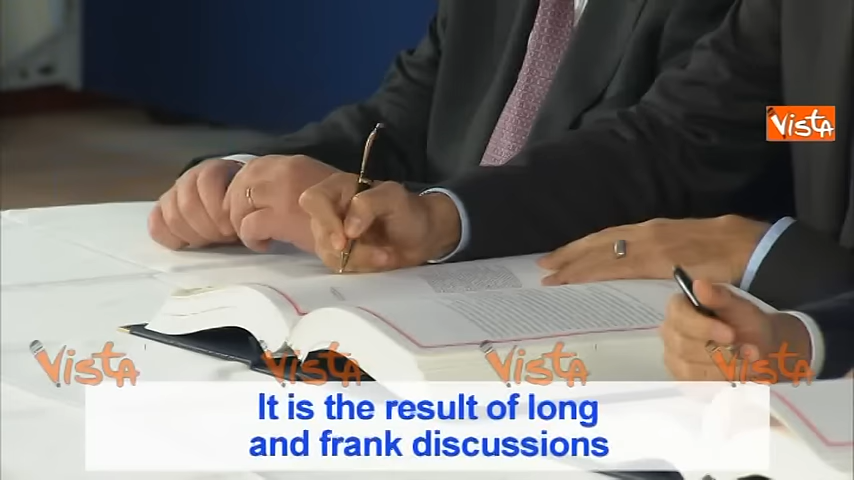 VISTA
VISTA VISTA VISTA VISTA
It is the result of long
and frank discussions